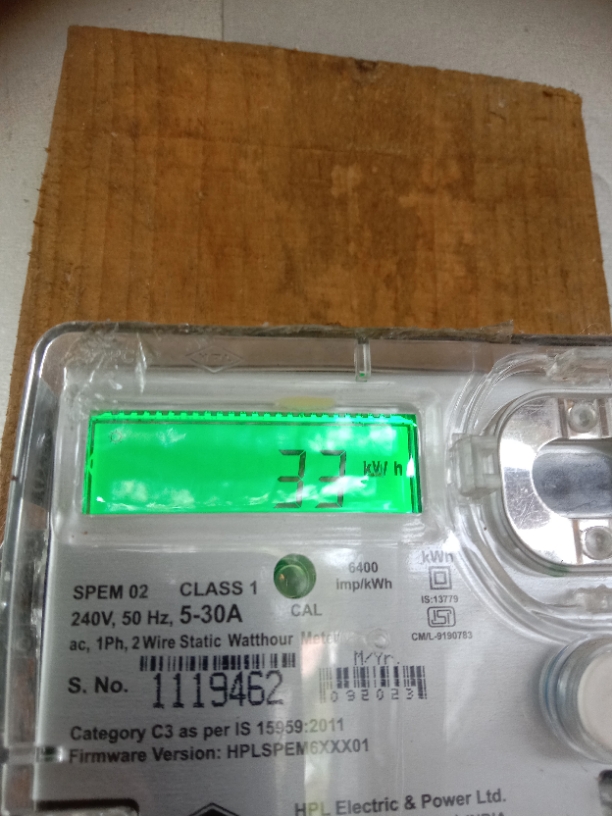 33 kWh
6400
imp/kWh
kWh
SPEM 02 CLASS 1
240V, 50 Hz, 5-30A
CAL
IS:13779
ISI
CM/L-9190783
ac, 1Ph, 2 Wire Static Watthour
M/Yr.
S. No. 1119462
092023
Category C3 as per IS 15959:2011
Firmware Version: HPLSPEM6XXX01
HPL Electric & Power Ltd.